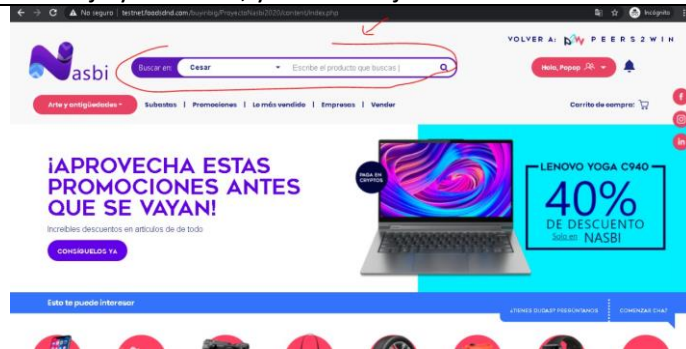 No seguro | testnet.foodsdnd.com/buyinbig/ProyectoNasbi2020/content/index.php
Incógnito
VOLVER A: PEERS2WIN
Nasbi
Buscar en: Cesar
Escribe el producto que buscas |
Hola, Papop
Arte y antigüedades
Subastas | Promociones | Lo más vendido | Empresas | Vender
Carrito de compra:
¡APROVECHA ESTAS
PROMOCIONES ANTES
QUE SE VAYAN!
Increíbles descuentos en artículos de de todo
CONSÍGUELOS YA
PAGA EN
CRYPTOS
LENOVO YOGA C940
40%
DE DESCUENTO
Solo en NASBI
Esto te puede interesar
¿TIENES DUDAS? PREGÚNTANOS
COMENZAR CHAT